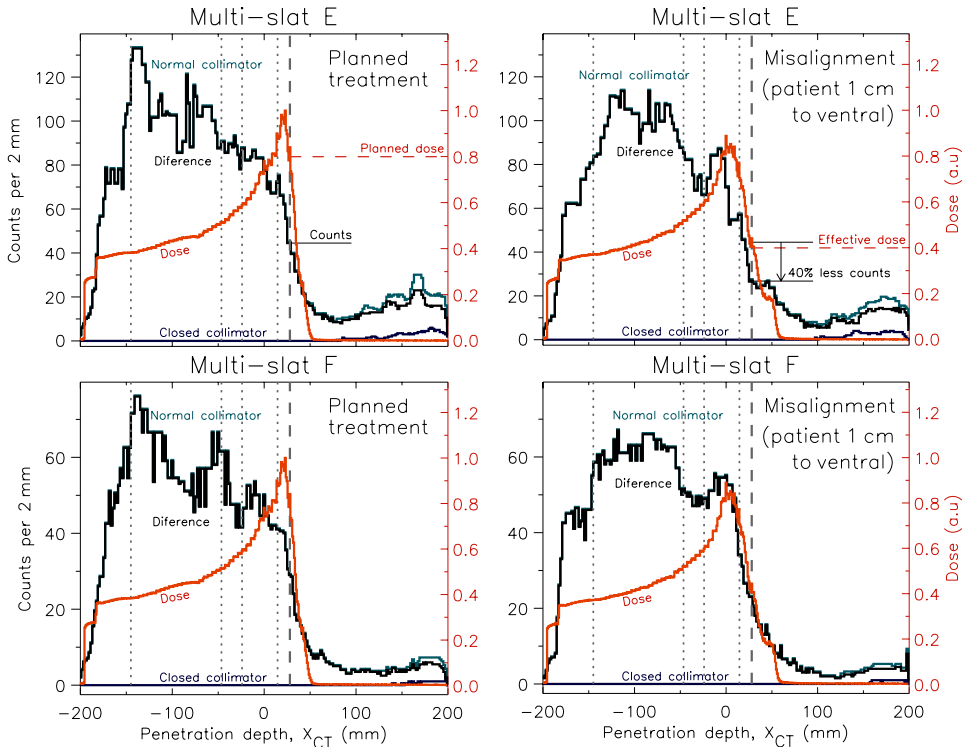 Multi-slat E
Multi-slat E
Counts per 2 mm
120
100
80
60
40
20
0
Normal collimator
Planned
treatment
Diference
Planned dose
Counts
Dose
Closed collimator
1.2
1.0
0.8
0.6
0.4
0.2
0.0
120
100
80
60
40
20
0
Normal collimator
Misalignment
(patient 1 cm
to ventral)
Diference
Effective dose
40% less counts
Dose
Closed collimator
1.2
1.0
0.8
0.6
0.4
0.2
0.0
Dose (a.u)
Multi-slat F
Multi-slat F
Counts per 2 mm
60
40
20
0
Normal collimator
Planned
treatment
Diference
Dose
Closed collimator
1.2
1.0
0.8
0.6
0.4
0.2
0.0
-200 -100 0 100 200
Penetration depth, XCT (mm)
60
40
20
0
Normal collimator
Misalignment
(patient 1 cm
to ventral)
Diference
Dose
Closed collimator
1.2
1.0
0.8
0.6
0.4
0.2
0.0
Dose (a.u)
-200 -100 0 100 200
Penetration depth, XCT (mm)